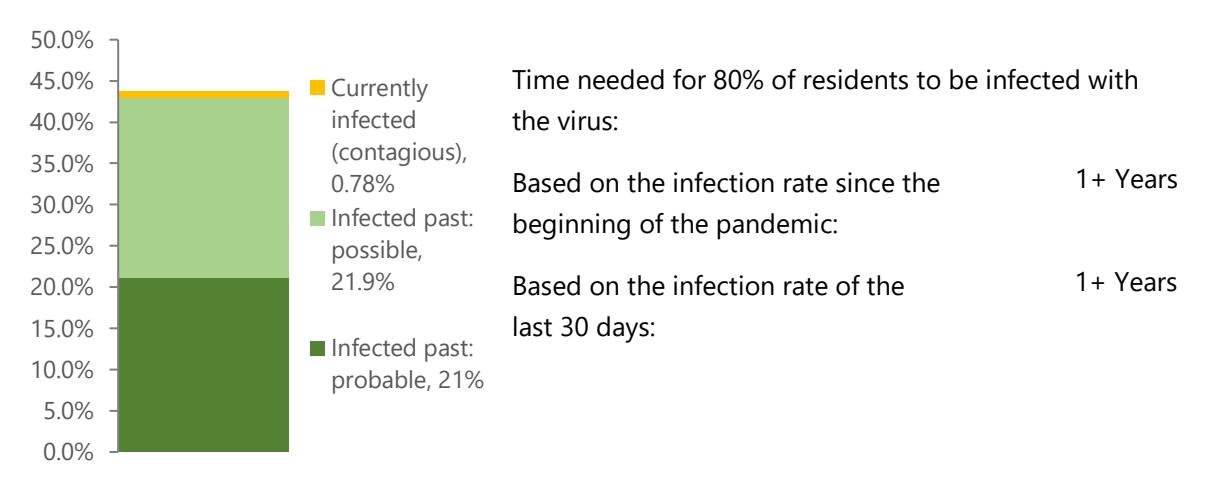 50.0%
45.0%
40.0%
35.0%
30.0%
25.0%
20.0%
15.0%
10.0%
5.0%
0.0%
Currently
infected
(contagious),
0.78%
Infected past:
possible,
21.9%
Infected past:
probable, 21%
Time needed for 80% of residents to be infected with
the virus:
Based on the infection rate since the
beginning of the pandemic:
1+ Years
Based on the infection rate of the
last 30 days:
1+ Years